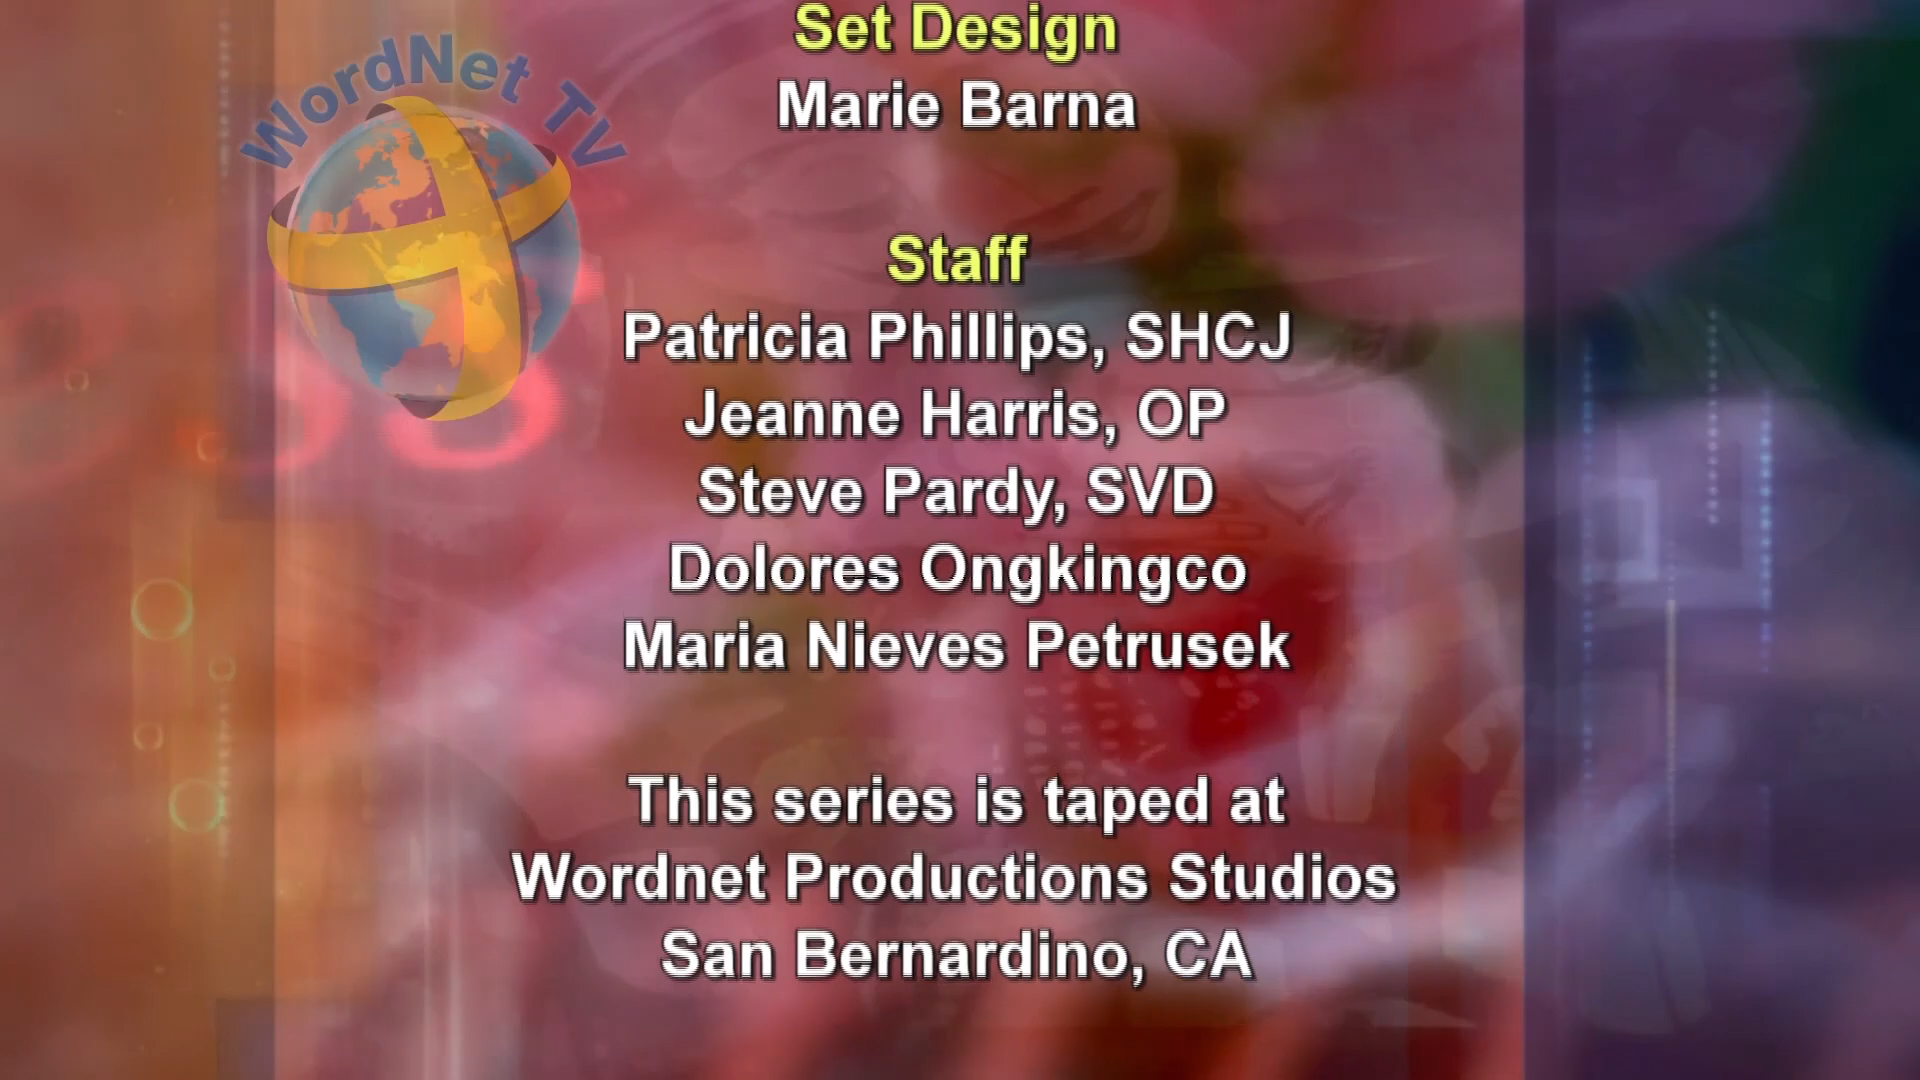 WordNet TV
Set Design
Marie Barna
Staff
Patricia Phillips, SHCJ
Jeanne Harris, OP
Steve Pardy, SVD
Dolores Ongkingco
Maria Nieves Petrusek
This series is taped at
Wordnet Productions Studios
San Bernardino, CA